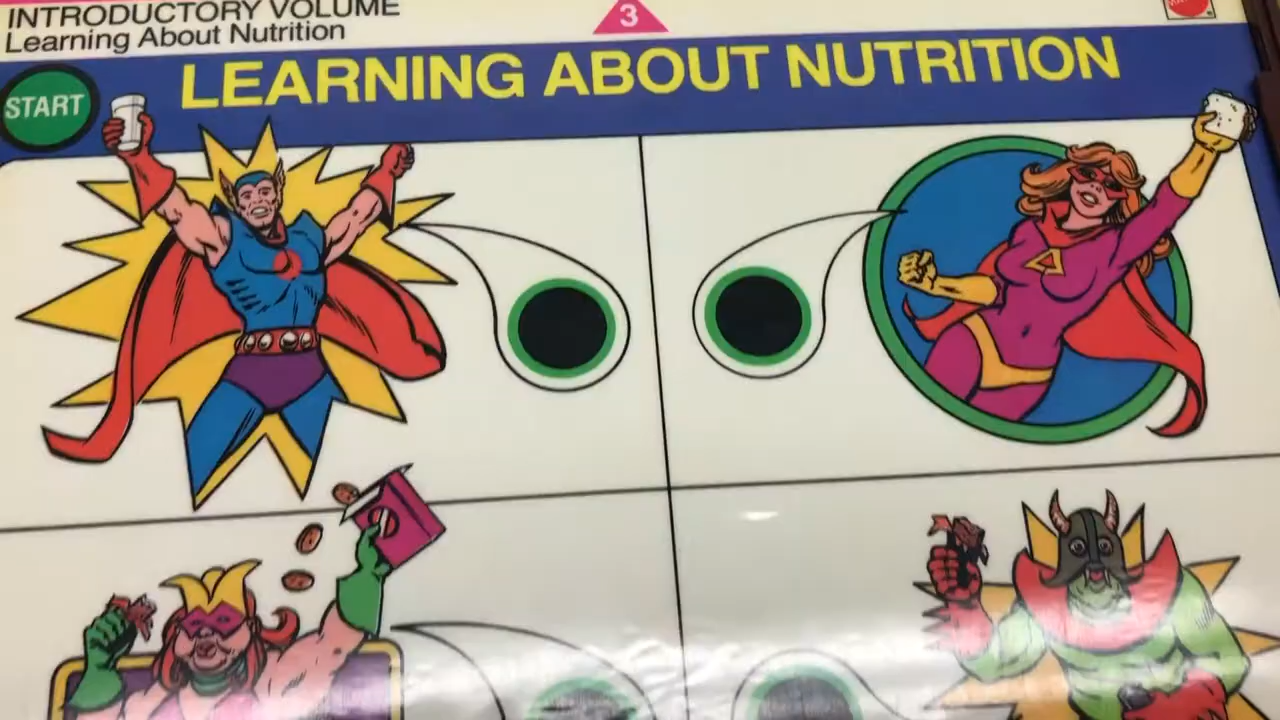 INTRODUCTORY VOLUME
Learning About Nutrition
3
START
LEARNING ABOUT NUTRITION